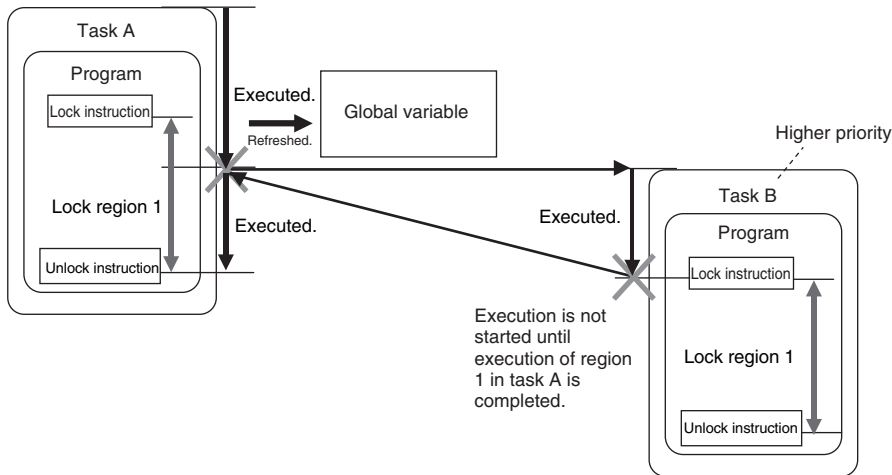 Task A
Program
Lock instruction
Lock region 1
Unlock instruction
Executed.
Refreshed.
Global variable
Executed.
Higher priority
Task B
Program
Executed.
Lock instruction
Execution is not
started until
execution of region
1 in task A is
completed.
Lock region 1
Unlock instruction